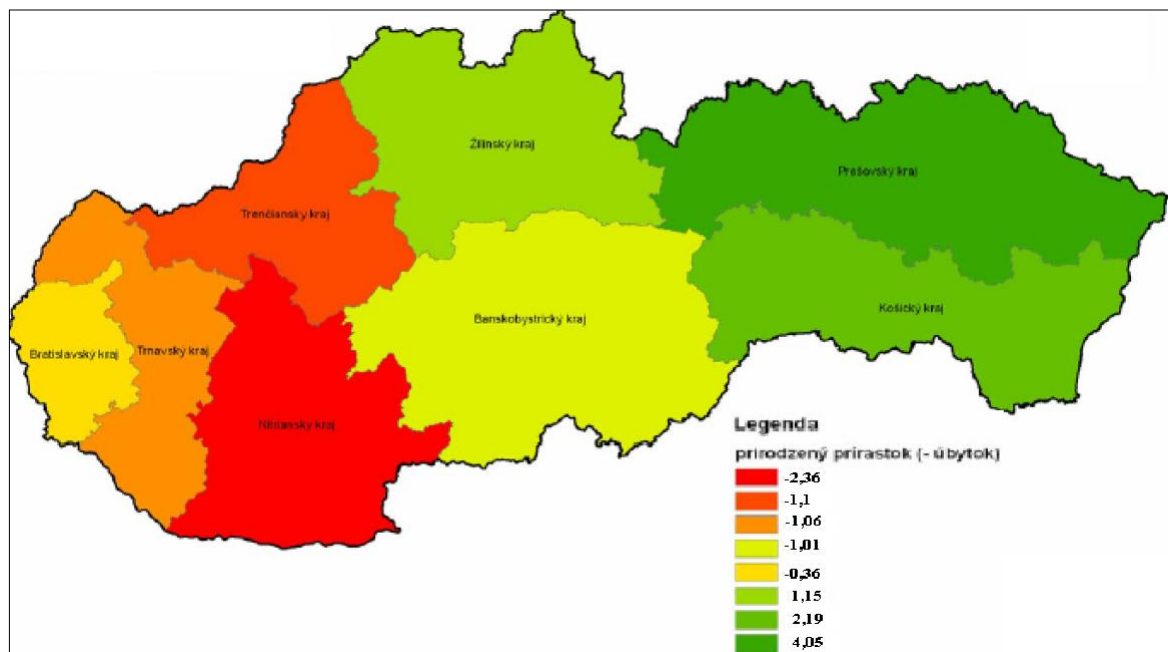 Žilinský kraj
Prešovský kraj
Trenčiansky kraj
Košický kraj
Banskobystrický kraj
Bratislavský kraj
Trnavský kraj
Nitriansky kraj
Legenda
prirodzený prírastok (- úbytok)
-2,36
-1,1
-1,06
-1,01
-0,36
1,15
2,19
4,05